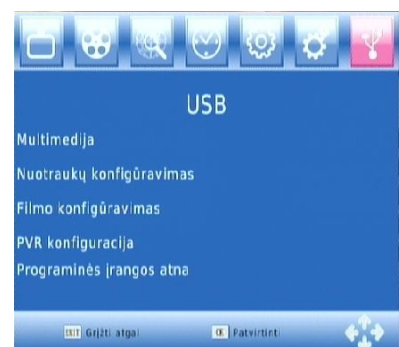 USB
Multimedija
Nuotraukų konfigūravimas
Filmo konfigūravimas
PVR konfiguracija
Programinės įrangos atna
EXIT Grįžti atgal
OK Patvirtinti